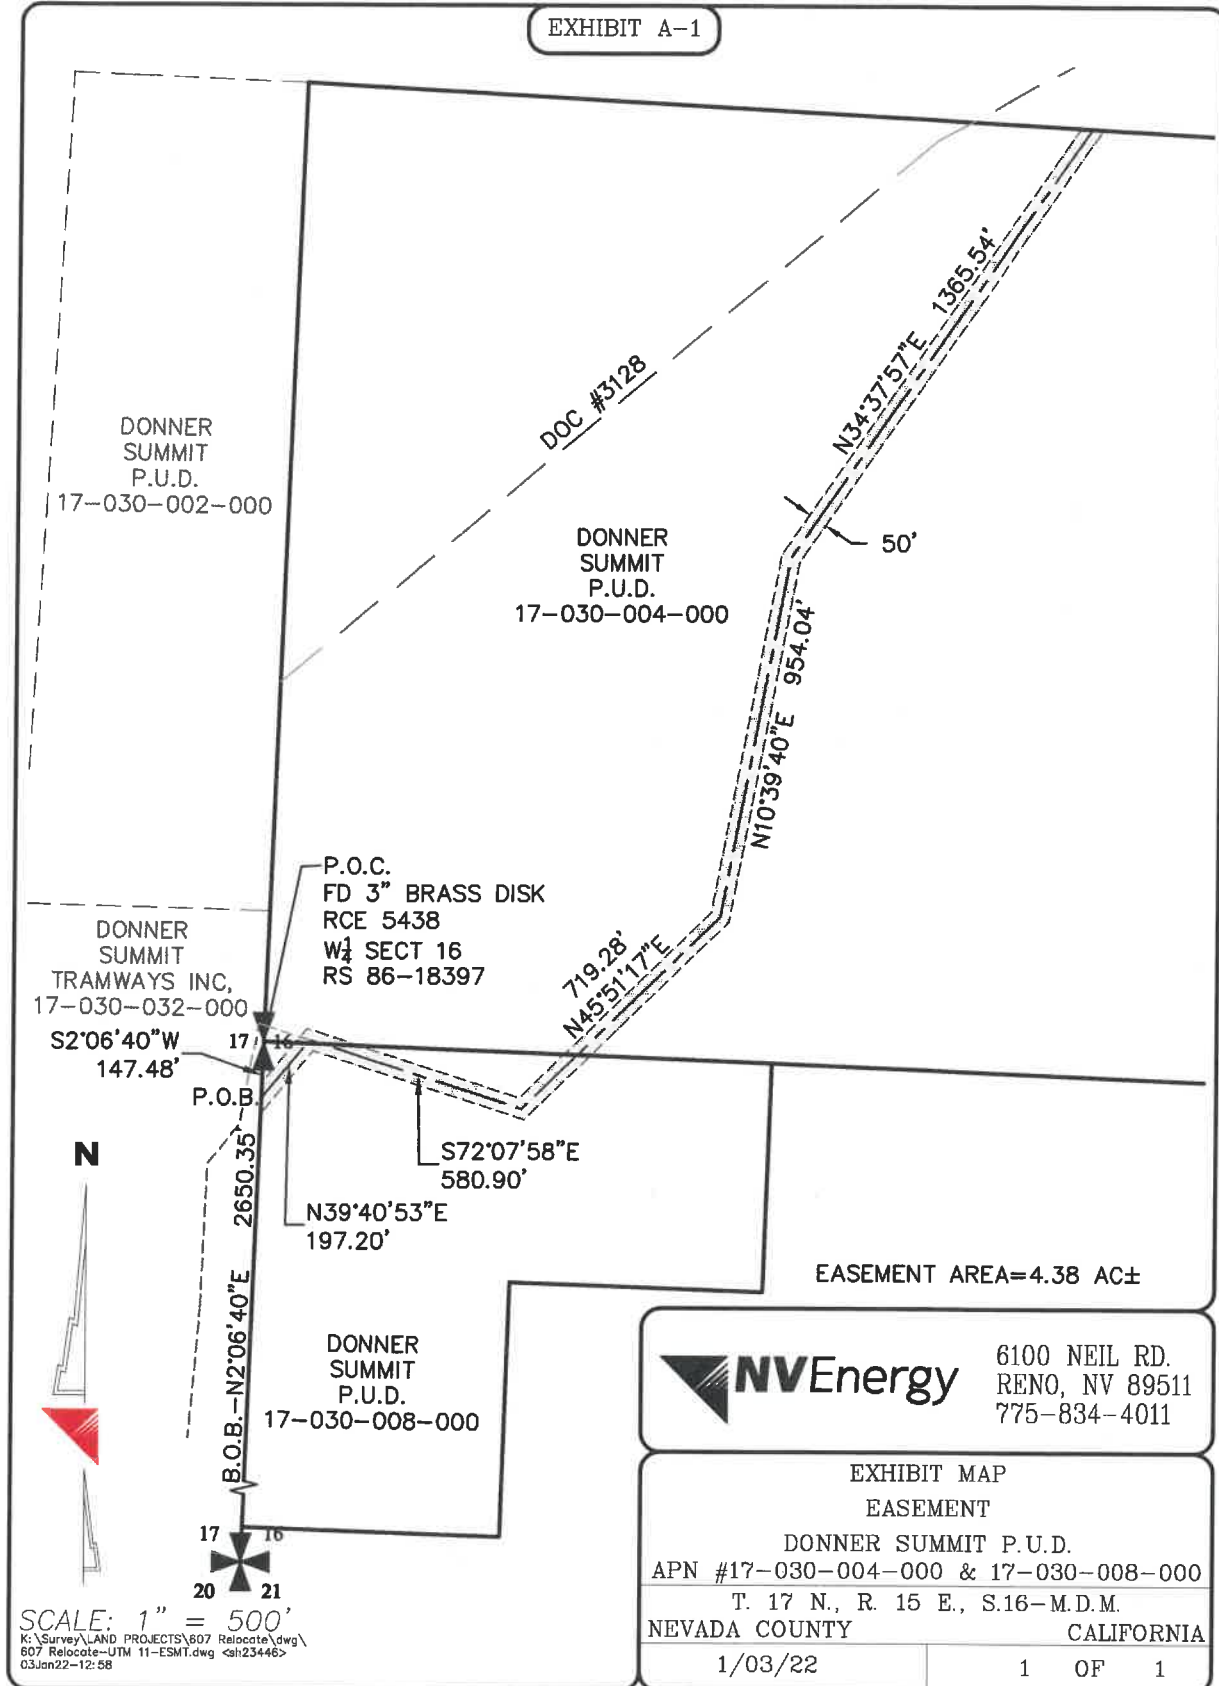 EXHIBIT A-1
1365.54'
N34°37'57"E
DOC #3128
DONNER
SUMMIT
P.U.D.
17-030-002-000
DONNER
SUMMIT
P.U.D.
17-030-004-000
50'
954.04'
N10°39'40"E
P.O.C.
FD 3" BRASS DISK
RCE 5438
W¼ SECT 16
RS 86-18397
DONNER
SUMMIT
TRAMWAYS INC,
17-030-032-000
719.28'
N45°51'17"E
S2°06'40"W
147.48'
17 16
P.O.B.
S72°07'58"E
580.90'
N39°40'53"E
197.20'
N
2650.35'
B.O.B.-N2°06'40"E
EASEMENT AREA=4.38 AC±
DONNER
SUMMIT
P.U.D.
17-030-008-000
NVEnergy
6100 NEIL RD.
RENO, NV 89511
775-834-4011
EXHIBIT MAP
EASEMENT
DONNER SUMMIT P.U.D.
APN #17-030-004-000 & 17-030-008-000
T. 17 N., R. 15 E., S.16-M.D.M.
NEVADA COUNTY CALIFORNIA
1/03/22 1 OF 1
17 16
20 21
SCALE: 1" = 500'
K:\Survey\LAND PROJECTS\607 Relocate\dwg\
607 Relocate-UTM 11-ESMT.dwg <sh23446>
03Jan22-12:58